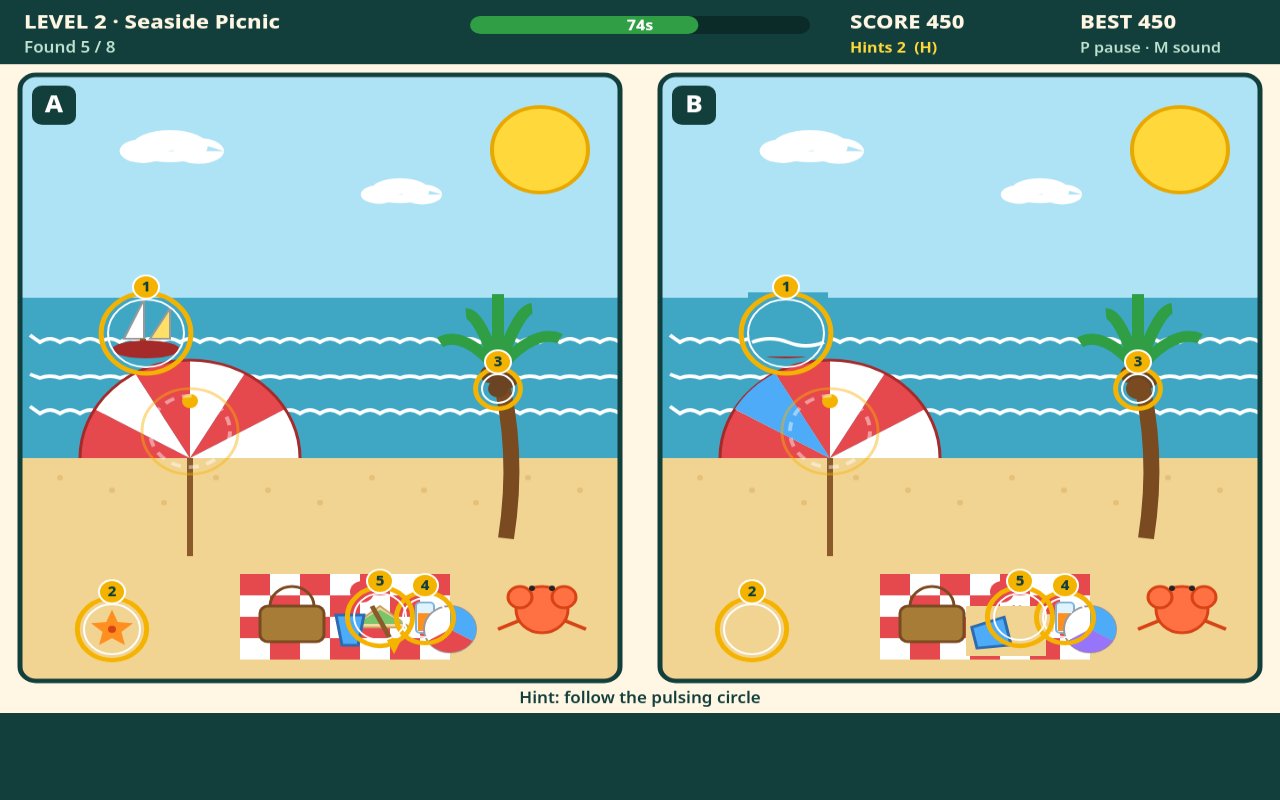 LEVEL 2 · Seaside Picnic
Found 5 / 8
74s
SCORE 450
Hints 2 (H)
BEST 450
P pause · M sound
A
B
1
1
3
3
5
4
5
4
2
2
Hint: follow the pulsing circle